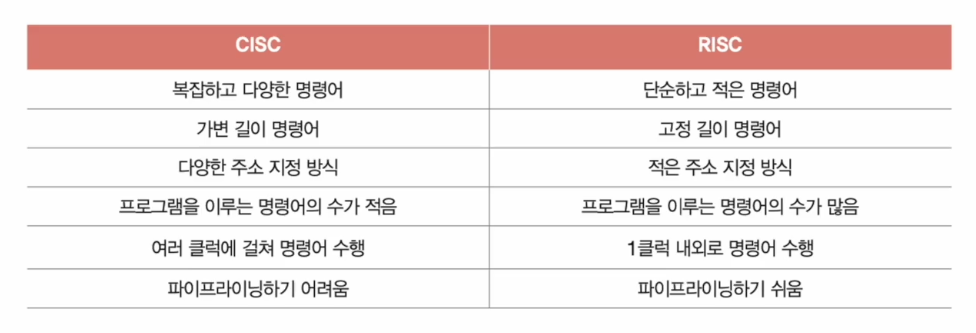 CISC RISC
복잡하고 다양한 명령어 단순하고 적은 명령어
가변 길이 명령어 고정 길이 명령어
다양한 주소 지정 방식 적은 주소 지정 방식
프로그램을 이루는 명령어의 수가 적음 프로그램을 이루는 명령어의 수가 많음
여러 클럭에 걸쳐 명령어 수행 1클럭 내외로 명령어 수행
파이프라이닝하기 어려움 파이프라이닝하기 쉬움